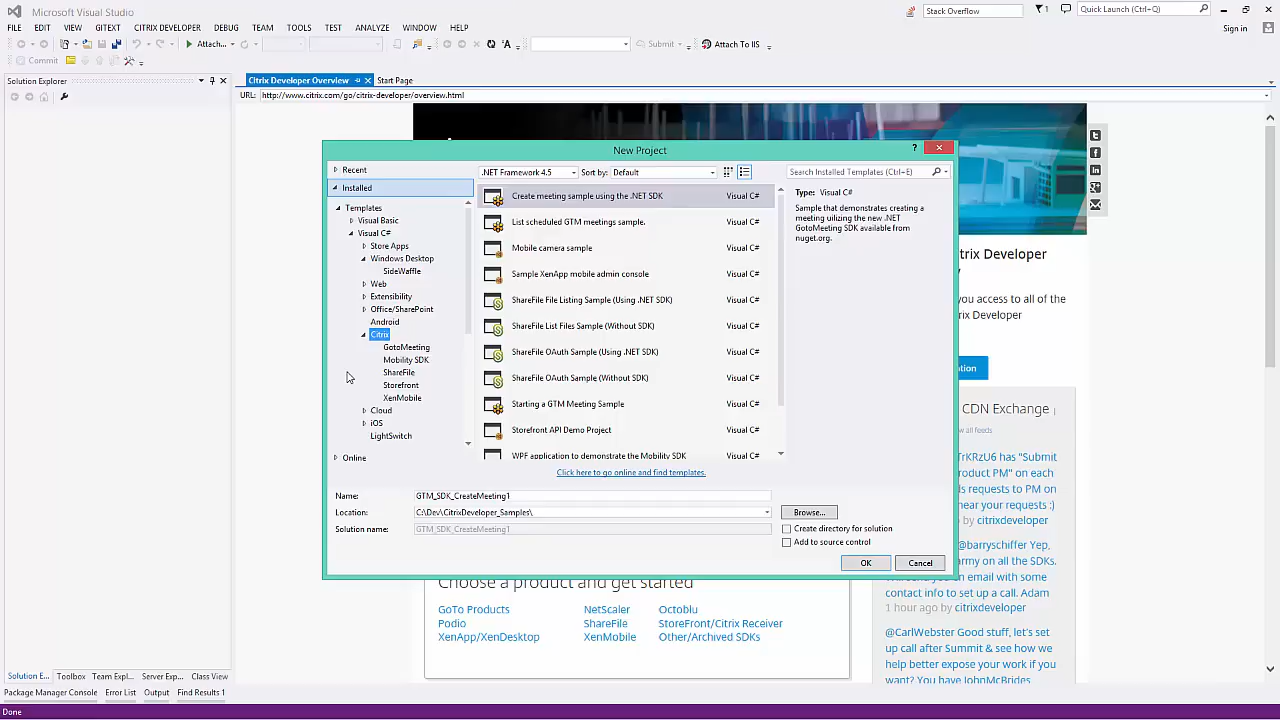 Microsoft Visual Studio
Stack Overflow
1
Quick Launch (Ctrl+Q)
FILE EDIT VIEW GITEXT CITRIX DEVELOPER DEBUG TEAM TOOLS TEST ANALYZE WINDOW HELP
Sign in
Attach...
Submit
Attach To IIS
Commit
Solution Explorer
Citrix Developer Overview
Start Page
URL: http://www.citrix.com/go/citrix-developer/overview.html
New Project
?
Recent
.NET Framework 4.5
Sort by: Default
Search Installed Templates (Ctrl+E)
Installed
Templates
Visual Basic
Visual C#
Store Apps
Windows Desktop
SideWaffle
Web
Extensibility
Office/SharePoint
Android
Citrix
GotoMeeting
Mobility SDK
ShareFile
Storefront
XenMobile
Cloud
iOS
LightSwitch
Online
Create meeting sample using the .NET SDK Visual C#
List scheduled GTM meetings sample. Visual C#
Mobile camera sample Visual C#
Sample XenApp mobile admin console Visual C#
ShareFile File Listing Sample (Using .NET SDK) Visual C#
ShareFile List Files Sample (Without SDK) Visual C#
ShareFile OAuth Sample (Using .NET SDK) Visual C#
ShareFile OAuth Sample (Without SDK) Visual C#
Starting a GTM Meeting Sample Visual C#
Storefront API Demo Project Visual C#
WPF application to demonstrate the Mobility SDK Visual C#
Click here to go online and find templates.
Type: Visual C#
Sample that demonstrates creating a
meeting uilizing the new .NET
GotoMeeting SDK available from
nuget.org.
Name: GTM_SDK_CreateMeeting1
Location: C:\Dev\CitrixDeveloper_Samples\
Browse...
Solution name: GTM_SDK_CreateMeeting1
Create directory for solution
Add to source control
OK
Cancel
Citrix Developer
you access to all of the
Citrix Developer
CDN Exchange |
feeds
has "Submit
product PM" on each
requests to PM on
hear your requests :)
by citrixdeveloper
@barryschiffer Yep,
army on all the SDKs.
you an email with some
contact info to set up a call. Adam
1 hour ago by citrixdeveloper
@CarlWebster Good stuff, let's set
up call after Summit & see how we
help better expose your work if you
want? You have JohnMcBrides
Choose a product and get started
GoTo Products NetScaler Octoblu
Podio ShareFile StoreFront/Citrix Receiver
XenApp/XenDesktop XenMobile Other/Archived SDKs
Solution E... Toolbox Team Expl... Server Exp... Class View
Package Manager Console Error List Output Find Results 1
Done